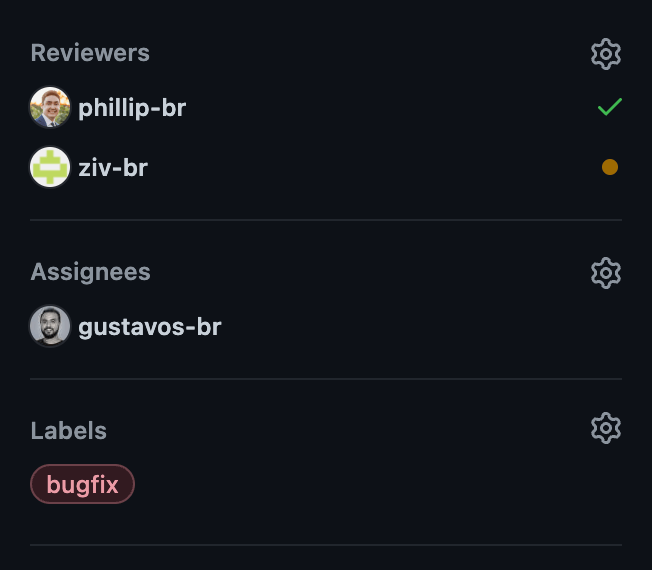 Reviewers
phillip-br
ziv-br
Assignees
gustavos-br
Labels
bugfix